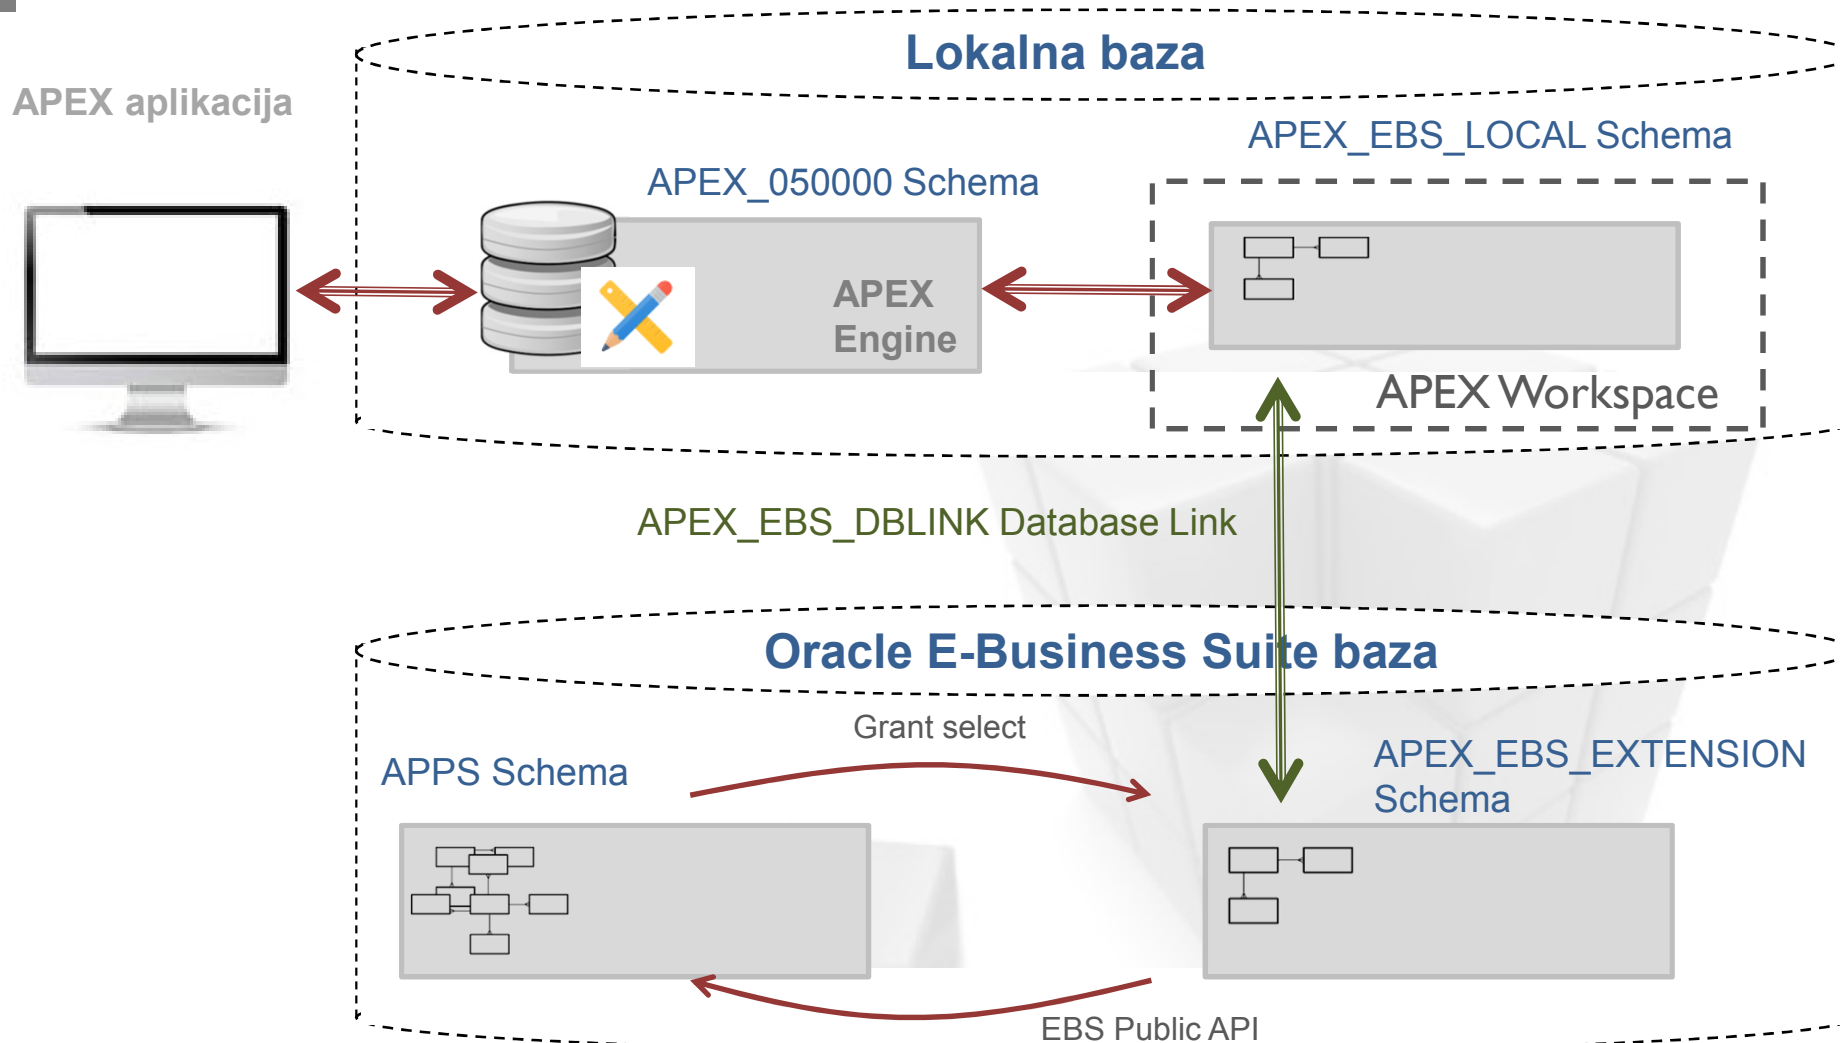 Lokalna baza
APEX aplikacija
APEX_EBS_LOCAL Schema
APEX_050000 Schema
APEX
Engine
APEX Workspace
APEX_EBS_DBLINK Database Link
Oracle E-Business Suite baza
Grant select
APPS Schema
APEX_EBS_EXTENSION
Schema
EBS Public API